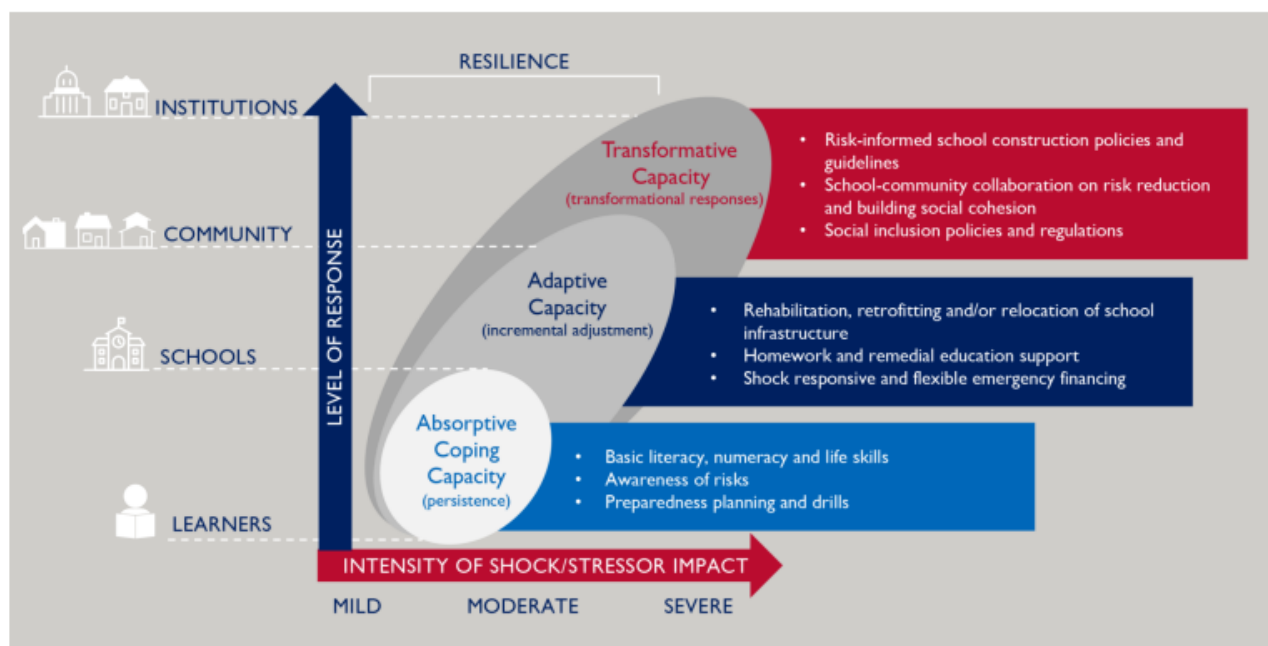 RESILIENCE
INSTITUTIONS
COMMUNITY
SCHOOLS
LEARNERS
LEVEL OF RESPONSE
Transformative
Capacity
(transformational responses)
• Risk-informed school construction policies and
guidelines
• School-community collaboration on risk reduction
and building social cohesion
• Social inclusion policies and regulations
Adaptive
Capacity
(incremental adjustment)
• Rehabilitation, retrofitting and/or relocation of school
infrastructure
• Homework and remedial education support
• Shock responsive and flexible emergency financing
Absorptive
Coping
Capacity
(persistence)
• Basic literacy, numeracy and life skills
• Awareness of risks
• Preparedness planning and drills
INTENSITY OF SHOCK/STRESSOR IMPACT
MILD MODERATE SEVERE